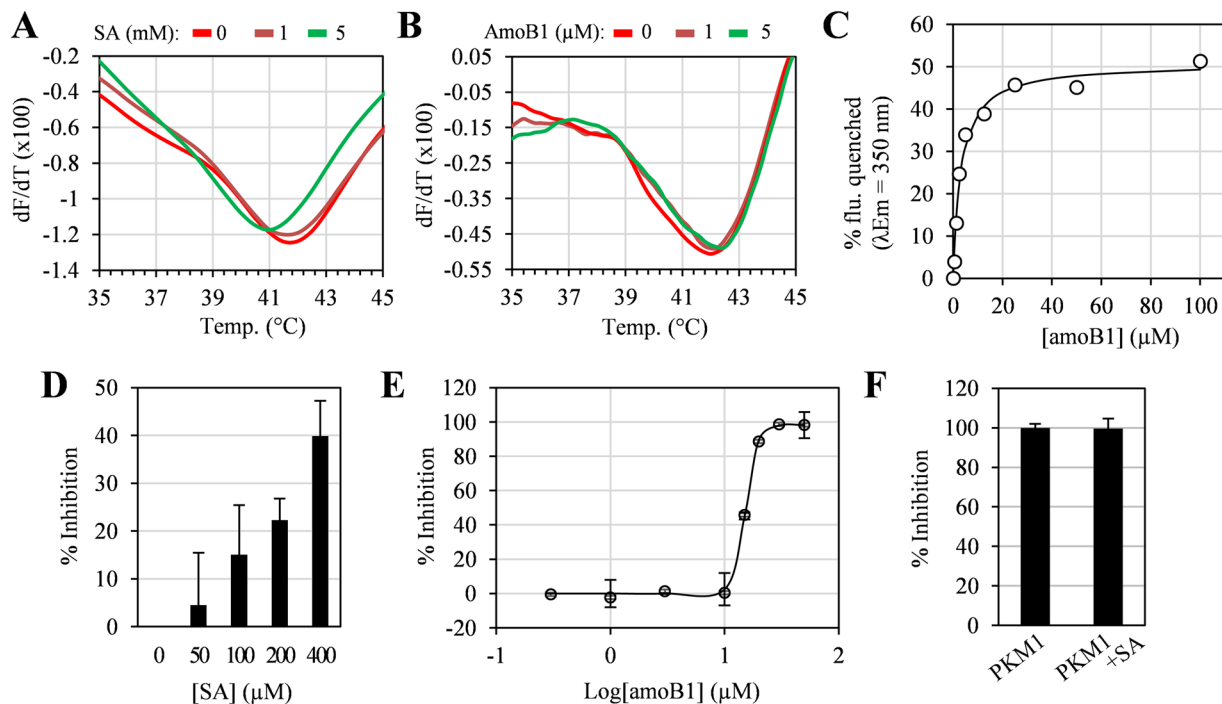 A
SA (mM): 0 1 5
-0.2
-0.4
-0.6
-0.8
-1
-1.2
-1.4
dF/dT (x100)
35 37 39 41 43 45
Temp. (°C)
B
AmoB1 (µM): 0 1 5
0.05
-0.05
-0.15
-0.25
-0.35
-0.45
-0.55
dF/dT (x100)
35 37 39 41 43 45
Temp. (°C)
C
60
50
40
30
20
10
0
% flu. quenched
(λEm = 350 nm)
0 20 40 60 80 100
[amoB1] (µM)
D
50
40
30
20
10
0
% Inhibition
0 50 100 200 400
[SA] (µM)
E
120
100
80
60
40
20
0
-20
% Inhibition
-1 0 1 2
Log[amoB1] (µM)
F
120
100
80
60
40
20
0
% Inhibition
PKM1
PKM1
+SA